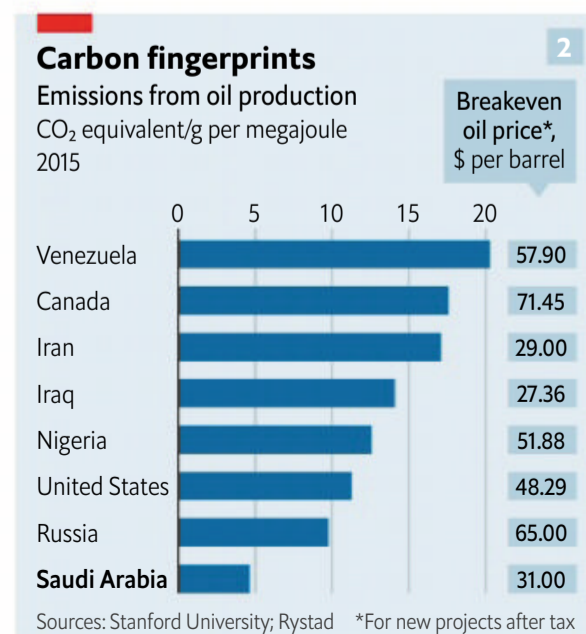 2
Carbon fingerprints
Emissions from oil production
CO₂ equivalent/g per megajoule
2015
Breakeven
oil price*,
$ per barrel
0 5 10 15 20
Venezuela 57.90
Canada 71.45
Iran 29.00
Iraq 27.36
Nigeria 51.88
United States 48.29
Russia 65.00
Saudi Arabia 31.00
Sources: Stanford University; Rystad *For new projects after tax